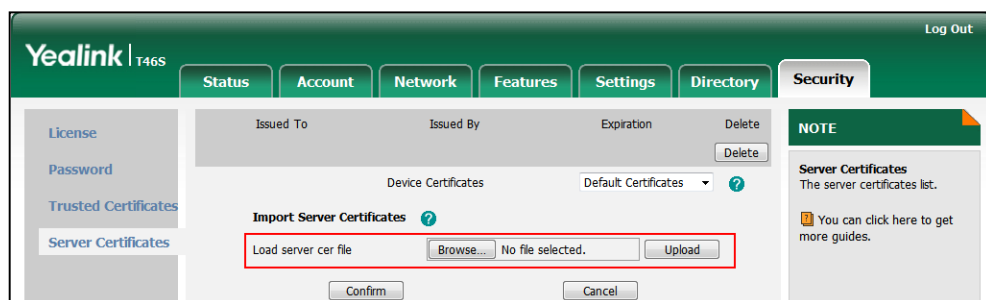 Log Out
Yealink T46S
Status Account Network Features Settings Directory Security
License
Password
Trusted Certificates
Server Certificates
Issued To Issued By Expiration Delete
Delete
Device Certificates Default Certificates
Import Server Certificates
Load server cer file Browse... No file selected. Upload
Confirm Cancel
NOTE
Server Certificates
The server certificates list.
You can click here to get
more guides.